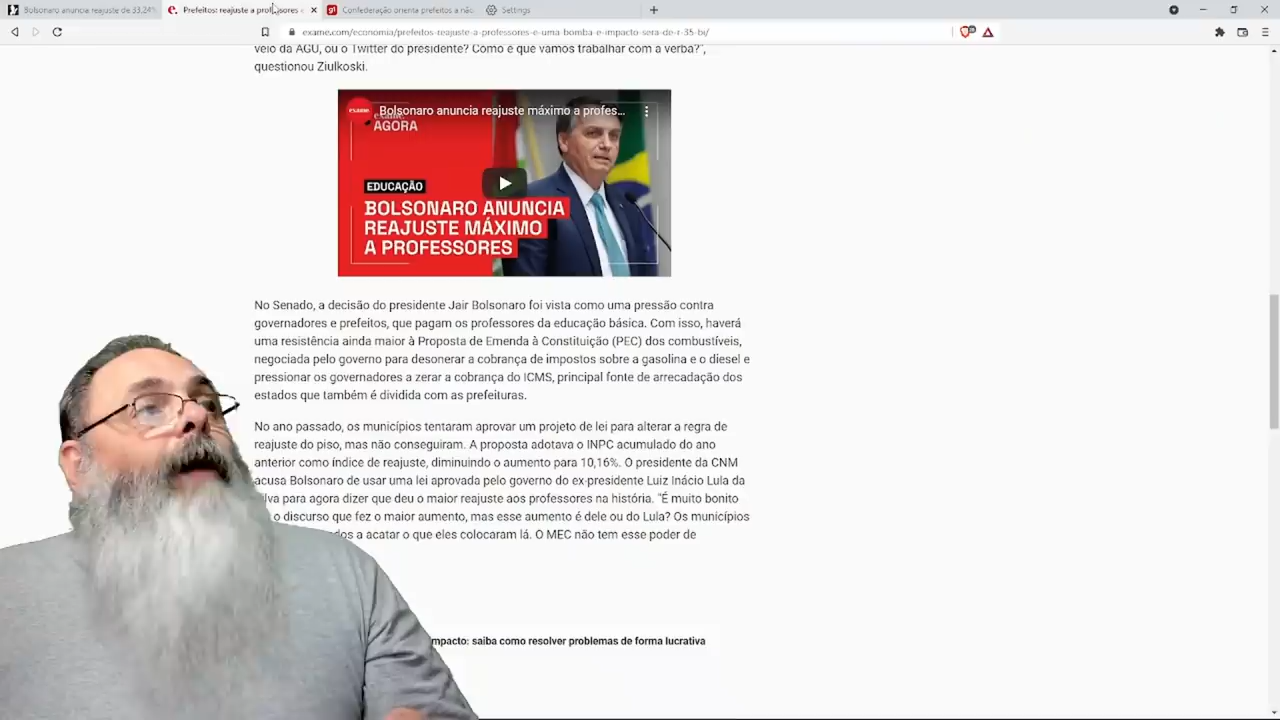 Bolsonaro anuncia reajuste de 33,24%
Prefeitos: reajuste a professores
Confederação orienta prefeitos a não
Settings
exame.com/economia/prefeitos-reajuste-a-professores-e-uma-bomba-e-impacto-sera-de-r-35-bi/
veio da AGU, ou o Twitter do presidente? Como é que vamos trabalhar com a verba?",
questionou Ziulkoski.
exame.
Bolsonaro anuncia reajuste máximo a profes...
exame.
AGORA
EDUCAÇÃO
BOLSONARO ANUNCIA
REAJUSTE MÁXIMO
A PROFESSORES
No Senado, a decisão do presidente Jair Bolsonaro foi vista como uma pressão contra
governadores e prefeitos, que pagam os professores da educação básica. Com isso, haverá
uma resistência ainda maior à Proposta de Emenda à Constituição (PEC) dos combustíveis,
negociada pelo governo para desonerar a cobrança de impostos sobre a gasolina e o diesel e
pressionar os governadores a zerar a cobrança do ICMS, principal fonte de arrecadação dos
estados que também é dividida com as prefeituras.
No ano passado, os municípios tentaram aprovar um projeto de lei para alterar a regra de
reajuste do piso, mas não conseguiram. A proposta adotava o INPC acumulado do ano
anterior como índice de reajuste, diminuindo o aumento para 10,16%. O presidente da CNM
acusa Bolsonaro de usar uma lei aprovada pelo governo do ex-presidente Luiz Inácio Lula da
ilva para agora dizer que deu o maior reajuste aos professores na história. "É muito bonito
o discurso que fez o maior aumento, mas esse aumento é dele ou do Lula? Os municípios
dos a acatar o que eles colocaram lá. O MEC não tem esse poder de
mpacto: saiba como resolver problemas de forma lucrativa